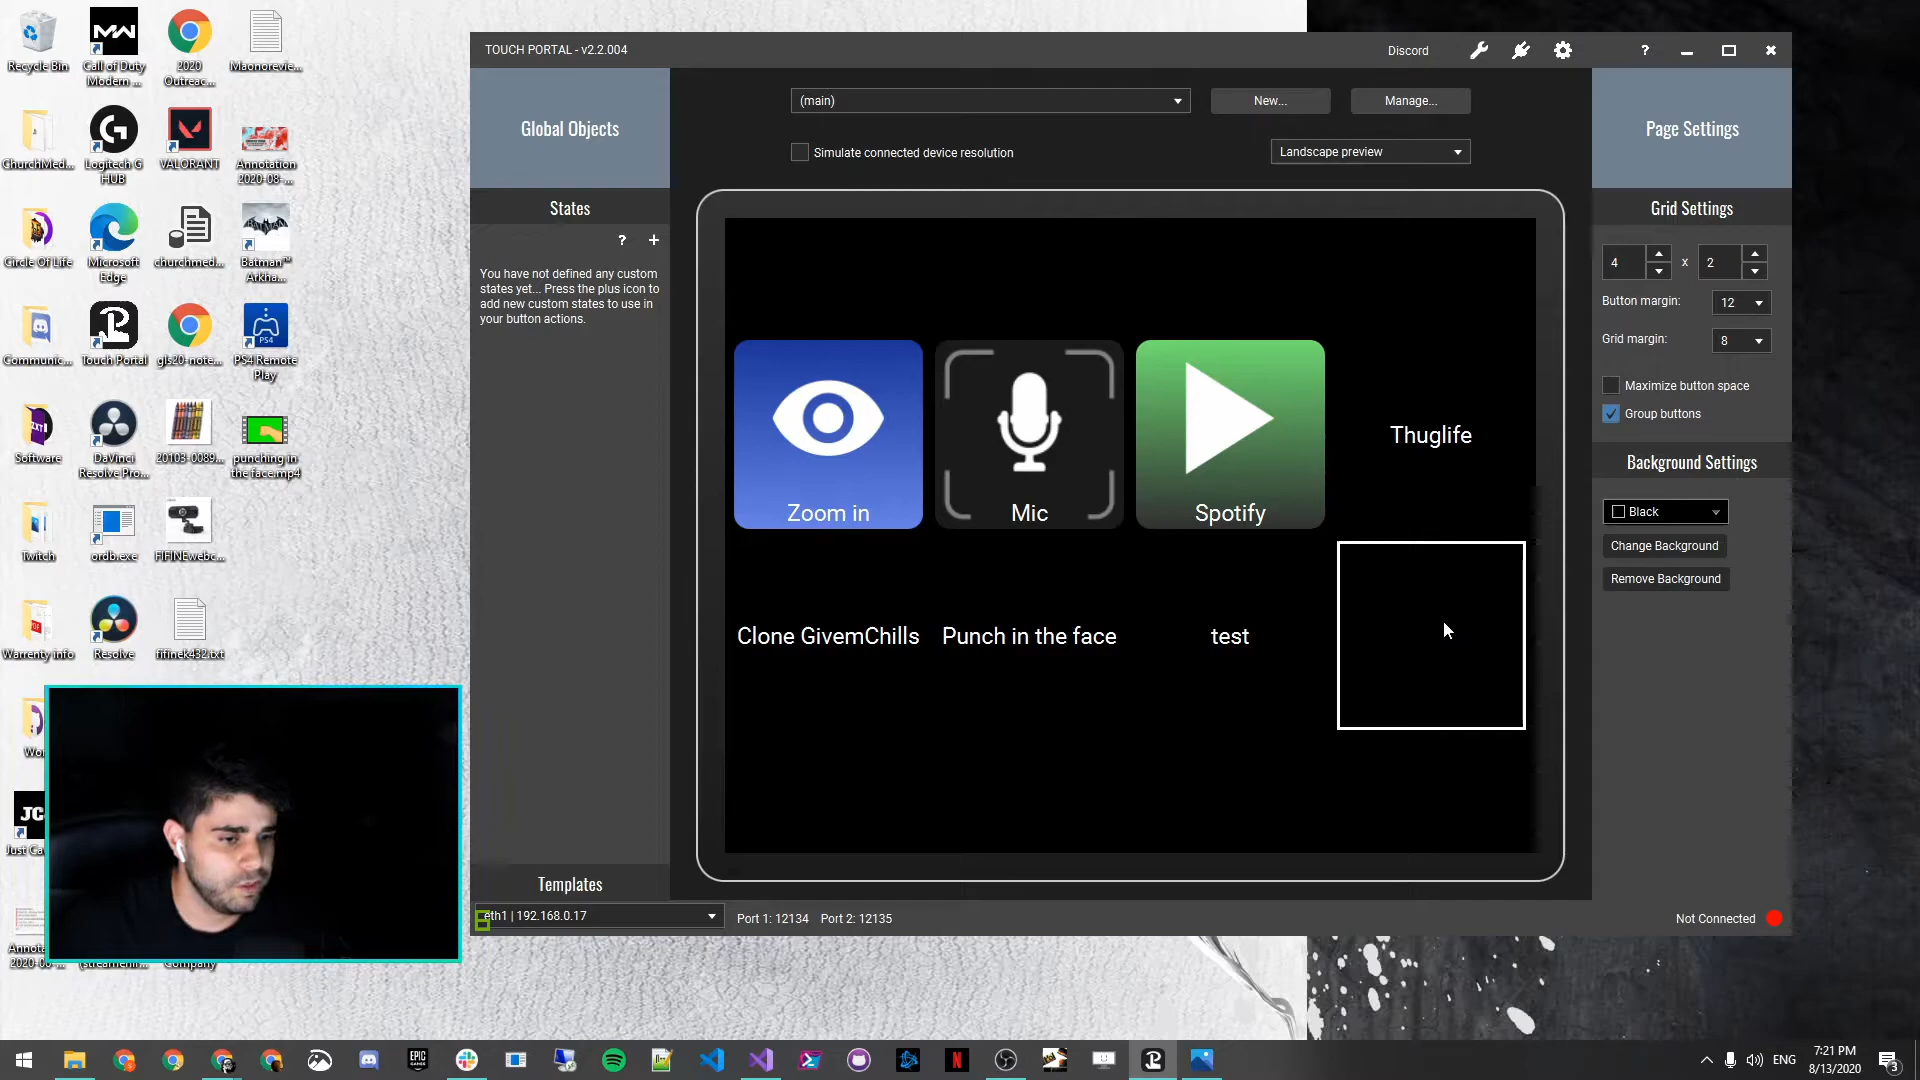 Recycle Bin
Call of Duty
Modern ...
2020
Outreac...
Maonorevie...
ChurchMed...
Logitech G
HUB
VALORANT
Annotation
2020-08-...
Circle Of Life
Microsoft
Edge
churchmed...
Batman™
Arkha...
Communic...
Touch Portal
gls20-note...
PS4 Remote
Play
PS4
Software
DaVinci
Resolve Pro...
20103-0089...
punching in
the face.mp4
Twitch
ordb.exe
FIFINEwebc...
Warrenty info
Resolve
fifinek432.txt
Company
TOUCH PORTAL - v2.2.004
Discord
?
Global Objects
(main)
New...
Manage...
Page Settings
Simulate connected device resolution
Landscape preview
States
? +
You have not defined any custom
states yet... Press the plus icon to
add new custom states to use in
your button actions.
Grid Settings
4 x 2
Button margin: 12
Grid margin: 8
Maximize button space
Group buttons
Background Settings
Black
Change Background
Remove Background
Zoom in
Mic
Spotify
Thuglife
Clone GivemChills
Punch in the face
test
Templates
eth1 | 192.168.0.17
Port 1: 12134 Port 2: 12135
Not Connected
EPIC
GAMES
ENG
7:21 PM
8/13/2020
3